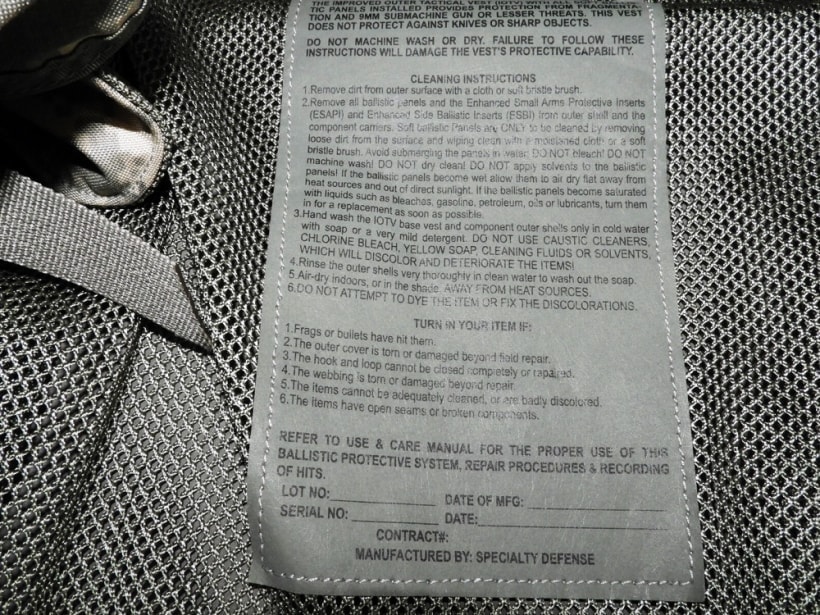 THE IMPROVED OUTER TACTICAL VEST (IOTV) WITH
TIC PANELS INSTALLED PROVIDES PROTECTION FROM FRAGMENTA-
TION AND 9MM SUBMACHINE GUN OR LESSER THREATS. THIS VEST
DOES NOT PROTECT AGAINST KNIVES OR SHARP OBJECTS.
DO NOT MACHINE WASH OR DRY. FAILURE TO FOLLOW THESE
INSTRUCTIONS WILL DAMAGE THE VEST'S PROTECTIVE CAPABILITY.
CLEANING INSTRUCTIONS
1.Remove dirt from outer surface with a cloth or soft bristle brush.
2.Remove all ballistic panels and the Enhanced Small Arms Protective Inserts
(ESAPI) and Enhanced Side Ballistic Inserts (ESBI) from outer shell and the
component carriers. Soft Ballistic Panels are ONLY to be cleaned by removing
loose dirt from the surface and wiping clean with a moistened cloth or a soft
bristle brush. Avoid submerging the panels in water. DO NOT bleach! DO NOT
machine wash! DO NOT dry clean! DO NOT apply solvents to the ballistic
panels! If the ballistic panels become wet allow them to air dry flat away from
heat sources and out of direct sunlight. If the ballistic panels become saturated
with liquids such as bleaches, gasoline, petroleum, oils or lubricants, turn them
in for a replacement as soon as possible.
3.Hand wash the IOTV base vest and component outer shells only in cold water
with soap or a very mild detergent. DO NOT USE CAUSTIC CLEANERS,
CHLORINE BLEACH, YELLOW SOAP, CLEANING FLUIDS OR SOLVENTS,
WHICH WILL DISCOLOR AND DETERIORATE THE ITEMS!
4.Rinse the outer shells very thoroughly in clean water to wash out the soap.
5.Air-dry indoors, or in the shade, AWAY FROM HEAT SOURCES.
6.DO NOT ATTEMPT TO DYE THE ITEM OR FIX THE DISCOLORATIONS.
TURN IN YOUR ITEM IF:
1.Frags or bullets have hit them.
2.The outer cover is torn or damaged beyond field repair.
3.The hook and loop cannot be closed completely or repaired.
4.The webbing is torn or damaged beyond repair.
5.The items cannot be adequately cleaned, or are badly discolored.
6.The items have open seams or broken components.
REFER TO USE & CARE MANUAL FOR THE PROPER USE OF THIS
BALLISTIC PROTECTIVE SYSTEM, REPAIR PROCEDURES & RECORDING
OF HITS.
LOT NO: DATE OF MFG:
SERIAL NO: DATE:
CONTRACT#:
MANUFACTURED BY: SPECIALTY DEFENSE